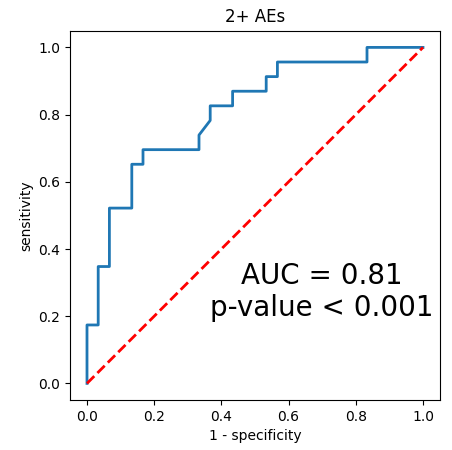 2+ AEs
1.0
0.8
0.6
0.4
0.2
0.0
sensitivity
AUC = 0.81
p-value < 0.001
0.0 0.2 0.4 0.6 0.8 1.0
1 - specificity